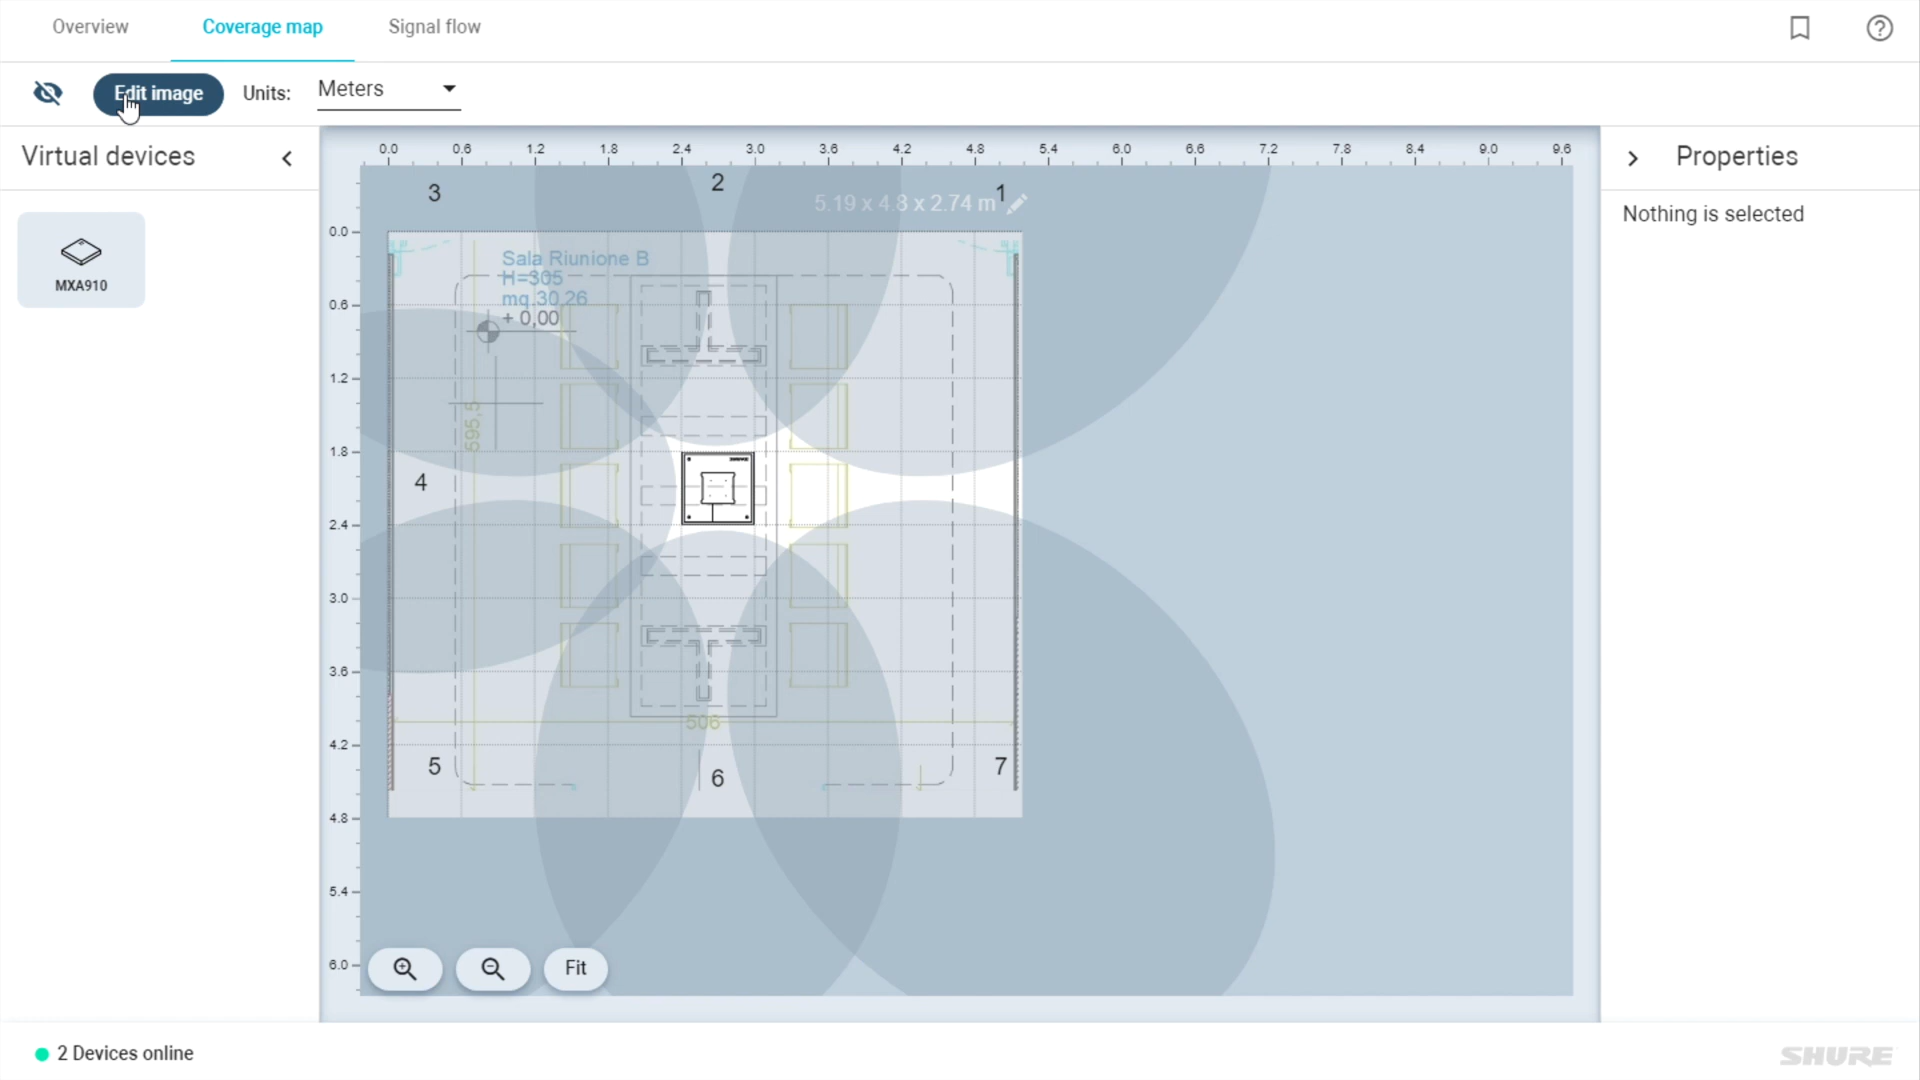 Overview
Coverage map
Signal flow
Edit image
Units:
Meters
Virtual devices
Properties
MXA910
Nothing is selected
0.0 0.6 1.2 1.8 2.4 3.0 3.6 4.2 4.8 5.4 6.0 6.6 7.2 7.8 8.4 9.0 9.6
3
2
1
5.19 x 4.8 x 2.74 m
0.0
0.6
1.2
1.8
2.4
3.0
3.6
4.2
4.8
5.4
6.0
Sala Riunione B
H=305
mq.30,26
+ 0,00
595,5
4
506
5
6
7
Fit
2 Devices online
SHURE